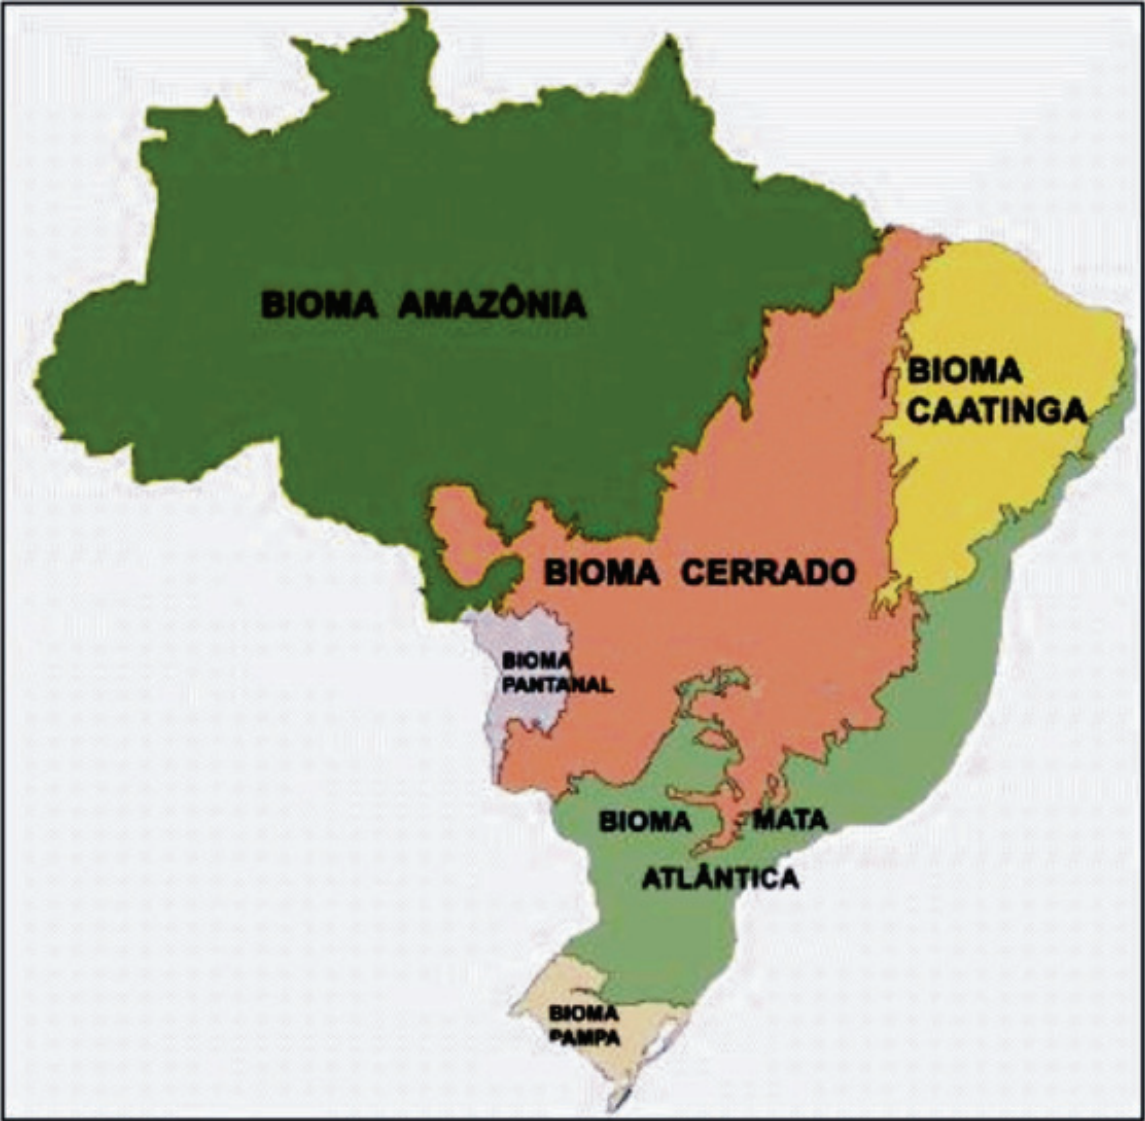 BIOMA AMAZÔNIA
BIOMA
CAATINGA
BIOMA CERRADO
BIOMA
PANTANAL
BIOMA MATA
ATLÂNTICA
BIOMA
PAMPA